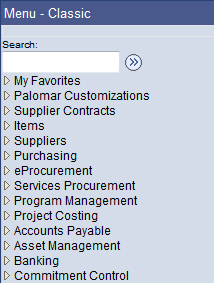 Menu - Classic
Search:
My Favorites
Palomar Customizations
Supplier Contracts
Items
Suppliers
Purchasing
eProcurement
Services Procurement
Program Management
Project Costing
Accounts Payable
Asset Management
Banking
Commitment Control